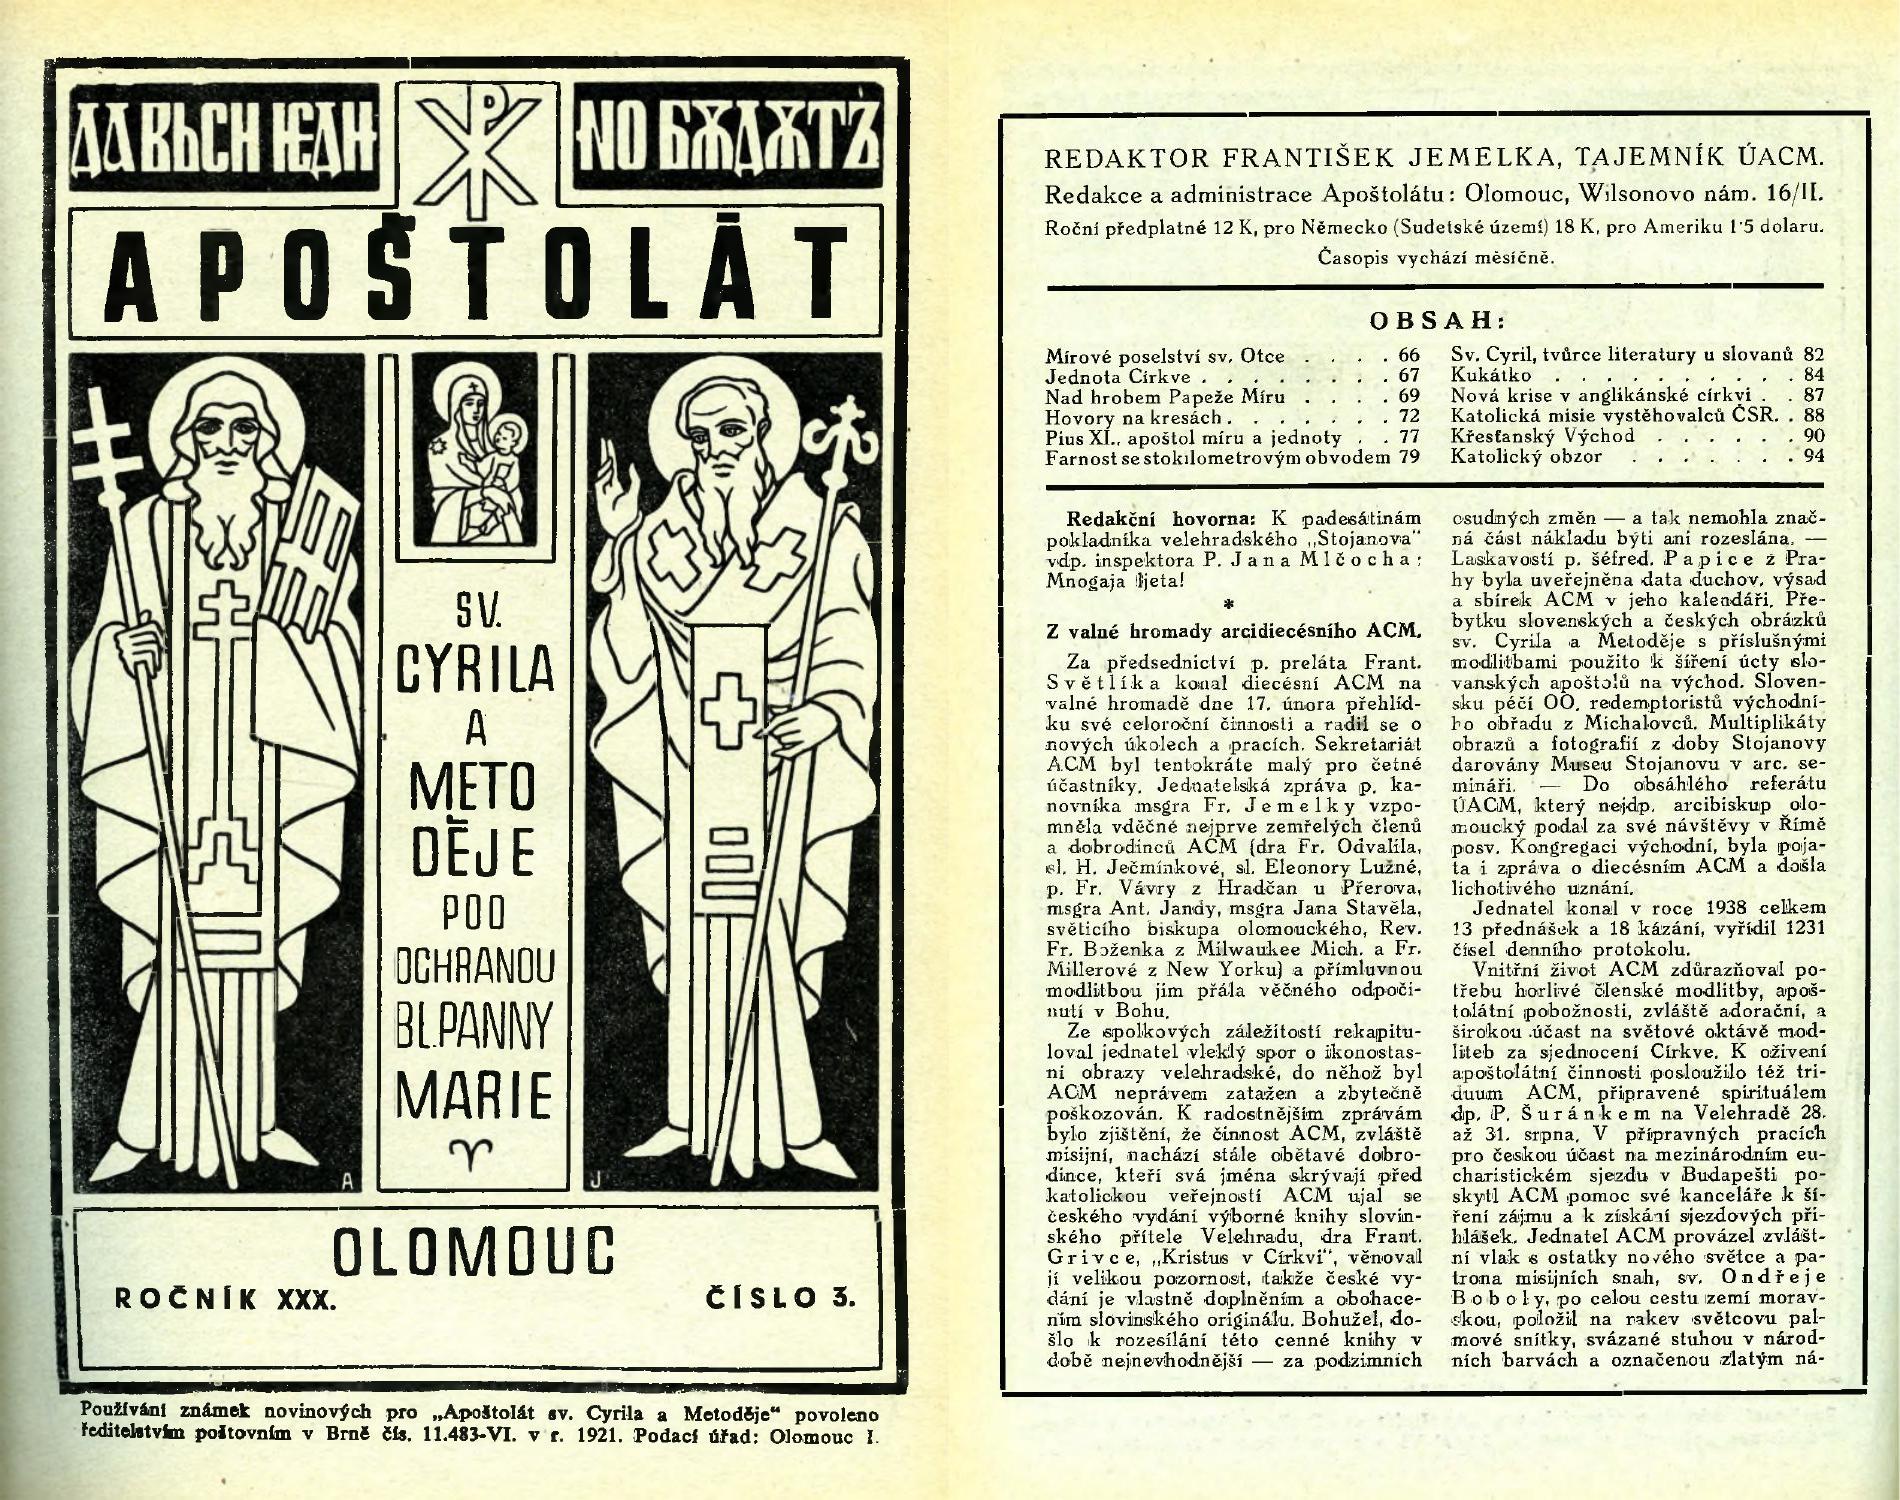 ДА ВЬСИ ѤДИ
NO БѪДѪТЪ
APOŠTOLÁT
SV.
CYRILA
A
METO
DĚJE
POD
OCHRANOU
BL.PANNY
MARIE
A
J
OLOMOUC
ROČNÍK XXX.
ČÍSLO 3.
Používání známek novinových pro „Apoštolát sv. Cyrila a Metoděje“ povoleno
ředitelstvím poštovním v Brně čís. 11.483-VI. v r. 1921. Podací úřad: Olomouc I.
REDAKTOR FRANTIŠEK JEMELKA, TAJEMNÍK ÚACM.
Redakce a administrace Apoštolátu: Olomouc, Wilsonovo nám. 16/II.
Roční předplatné 12 K, pro Německo (Sudetské území) 18 K, pro Ameriku 1·5 dolaru.
Časopis vychází měsíčně.
OBSAH:
Mírové poselství sv. Otce . . . . 66
Jednota Církve . . . . . . . . 67
Nad hrobem Papeže Míru . . . . 69
Hovory na kresách . . . . . . . 72
Pius XI., apoštol míru a jednoty . . 77
Farnost se stokilometrovým obvodem 79
Sv. Cyril, tvůrce literatury u slovanů 82
Kukátko . . . . . . . . . . 84
Nová krise v anglikánské církvi . . 87
Katolická misie vystěhovalců ČSR. . 88
Křesťanský Východ . . . . . . 90
Katolický obzor . . . . . . . 94
Redakční hovorna: K padesátinám
pokladníka velehradského „Stojanova“
vdp. inspektora P. Jana Mlčocha:
Mnogaja ljeta!
*
Z valné hromady arcidiecésního ACM.
Za předsednictví p. preláta Frant.
Světlíka konal diecésní ACM na
valné hromadě dne 17. února přehlíd-
ku své celoroční činnosti a radil se o
nových úkolech a pracích. Sekretariát
ACM byl tentokráte malý pro četné
účastníky. Jednatelská zpráva p. ka-
novníka msgra Fr. Jemelky vzpo-
mněla vděčné nejprve zemřelých členů
a dobrodinců ACM (dra Fr. Odvalila,
sl. H. Ječmínkové, sl. Eleonory Lužné,
p. Fr. Vávry z Hradčan u Přerova,
msgra Ant. Jandy, msgra Jana Stavěla,
světicího biskupa olomouckého, Rev.
Fr. Boženka z Milwaukee Mich. a Fr.
Millerové z New Yorku) a přímluvnou
modlitbou jim přála věčného odpoči-
nutí v Bohu.
Ze spolkových záležitostí rekapitu-
loval jednatel vleklý spor o ikonostas-
ní obrazy velehradské, do něhož byl
ACM neprávem zatažen a zbytečně
poškozován. K radostnějším zprávám
bylo zjištění, že činnost ACM, zvláště
misijní, nachází stále obětavé dobro-
dince, kteří svá jména skrývají před
katolickou veřejností ACM ujal se
českého vydání výborné knihy slovin-
ského přítele Velehradu, dra Frant.
Grivce, „Kristus v Církvi“, věnoval
jí velikou pozornost, takže české vy-
dání je vlastně doplněním a obohace-
ním slovinského originálu. Bohužel, do-
šlo k rozesílání této cenné knihy v
době nejnevhodnější — za podzimních
osudných změn — a tak nemohla znač-
ná část nákladu býti ani rozeslána. —
Laskavostí p. šéfred. Papice z Pra-
hy byla uveřejněna data duchov. výsad
a sbírek ACM v jeho kalendáři. Pře-
bytku slovenských a českých obrázků
sv. Cyrila a Metoděje s příslušnými
modlitbami použito k šíření úcty slo-
vanských apoštolů na východ. Sloven-
sku péčí OO. redemptoristů východní-
ho obřadu z Michalovců. Multiplikáty
obrazů a fotografií z doby Stojanovy
darovány Museu Stojanovu v arc. se-
mináři. — Do obsáhlého referátu
ÚACM, který nejdp. arcibiskup olo-
moucký podal za své návštěvy v Římě
posv. Kongregaci východní, byla poja-
ta i zpráva o diecésním ACM a došla
lichotivého uznání.
Jednatel konal v roce 1938 celkem
13 přednášek a 18 kázání, vyřídil 1231
čísel denního protokolu.
Vnitřní život ACM zdůrazňoval po-
třebu horlivé členské modlitby, apoš-
tolátní pobožnosti, zvláště adorační, a
širokou účast na světové oktávě mod-
liteb za sjednocení Církve. K oživení
apoštolátní činnosti posloužilo též tri-
duum ACM, připravené spirituálem
dp. P. Šuránkem na Velehradě 28.
až 31. srpna. V přípravných pracích
pro českou účast na mezinárodním eu-
charistickém sjezdu v Budapešti po-
skytl ACM pomoc své kanceláře k ší-
ření zájmu a k získání sjezdových při-
hlášek. Jednatel ACM provázel zvlášt-
ní vlak s ostatky nového světce a pa-
trona misijních snah, sv. Ondřeje
Boboly, po celou cestu zemí morav-
skou, položil na rakev světcovu pal-
mové snítky, svázané stuhou v národ-
ních barvách a označenou zlatým ná-